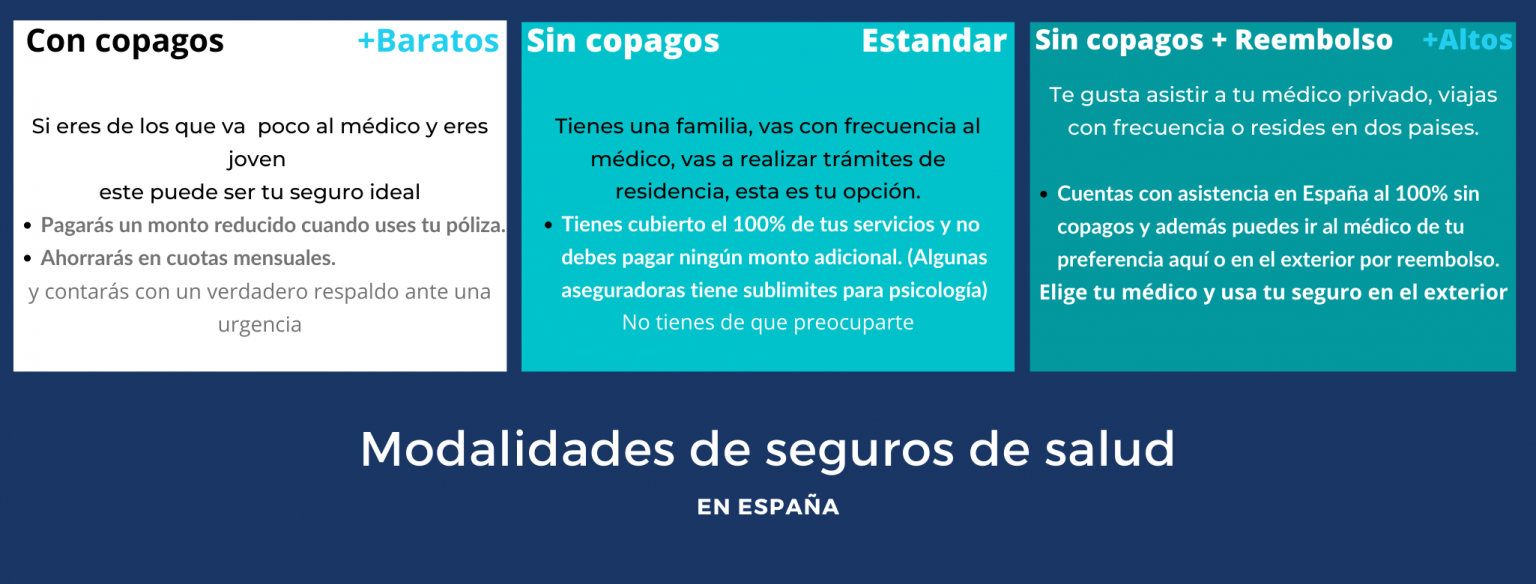 Con copagos +Baratos
Si eres de los que va poco al médico y eres
joven
este puede ser tu seguro ideal
• Pagarás un monto reducido cuando uses tu póliza.
• Ahorrarás en cuotas mensuales.
y contarás con un verdadero respaldo ante una
urgencia
Sin copagos Estandar
Tienes una familia, vas con frecuencia al
médico, vas a realizar trámites de
residencia, esta es tu opción.
• Tienes cubierto el 100% de tus servicios y no
debes pagar ningún monto adicional. (Algunas
aseguradoras tiene sublimites para psicología)
No tienes de que preocuparte
Sin copagos + Reembolso +Altos
Te gusta asistir a tu médico privado, viajas
con frecuencia o resides en dos paises.
• Cuentas con asistencia en España al 100% sin
copagos y además puedes ir al médico de tu
preferencia aquí o en el exterior por reembolso.
Elige tu médico y usa tu seguro en el exterior
Modalidades de seguros de salud
EN ESPAÑA